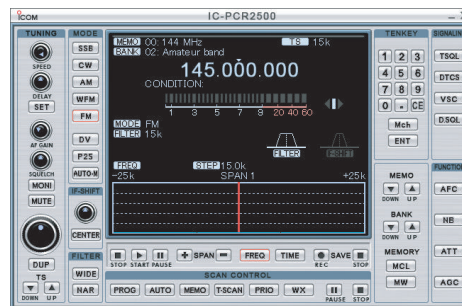 ICOM
IC-PCR2500
TUNING
SPEED
DELAY
SET
AF GAIN
SQUELCH
MONI
MUTE
DUP
TS
DOWN UP
MODE
SSB
CW
AM
WFM
FM
DV
P25
AUTO-M
IF-SHIFT
CENTER
FILTER
WIDE
NAR
MEMO 00: 144 MHz TS 15k
BANK 02: Amateur band
145.000.000
CONDITION:
1 3 5 7 9 20 40 60
MODE FM
FILTER 15k
FILTER IF-SHIFT
FREQ STEP 15.0k
-25k SPAN 1 +25k
SPAN FREQ TIME SAVE
STOP START PAUSE REC STOP
SCAN CONTROL
PROG AUTO MEMO T-SCAN PRIO WX
PAUSE STOP
TENKEY
1 2 3
4 5 6
7 8 9
0 . CE
Mch
ENT
MEMO
DOWN UP
BANK
DOWN UP
MEMORY
MCL
MW
SIGNALIN
TSQL
DTCS
VSC
D.SQL
FUNCTIO
AFC
NB
ATT
AGC